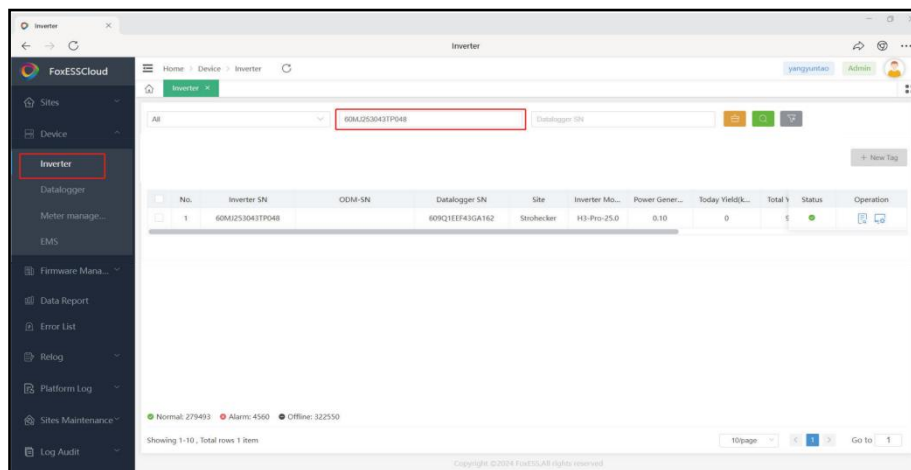 Inverter
Inverter
FoxESSCloud
Home > Device > Inverter
yangyuntao
Admin
Inverter ×
Sites
Device
Inverter
Datalogger
Meter manage...
EMS
Firmware Mana...
Data Report
Error List
Relog
Platform Log
Sites Maintenance
Log Audit
All
60MJ253043TP048
Datalogger SN
+ New Tag
No. Inverter SN ODM-SN Datalogger SN Site Inverter Mo... Power Gener... Today Yield(k... Total Y Status Operation
1 60MJ253043TP048 609Q1EEF43GA162 Strohecker H3-Pro-25.0 0.10 0
Normal: 279493 Alarm: 4560 Offline: 322550
Showing 1-10 , Total rows 1 item
10/page
1
Go to 1
Copyright ©2024 FoxESS.All rights reserved